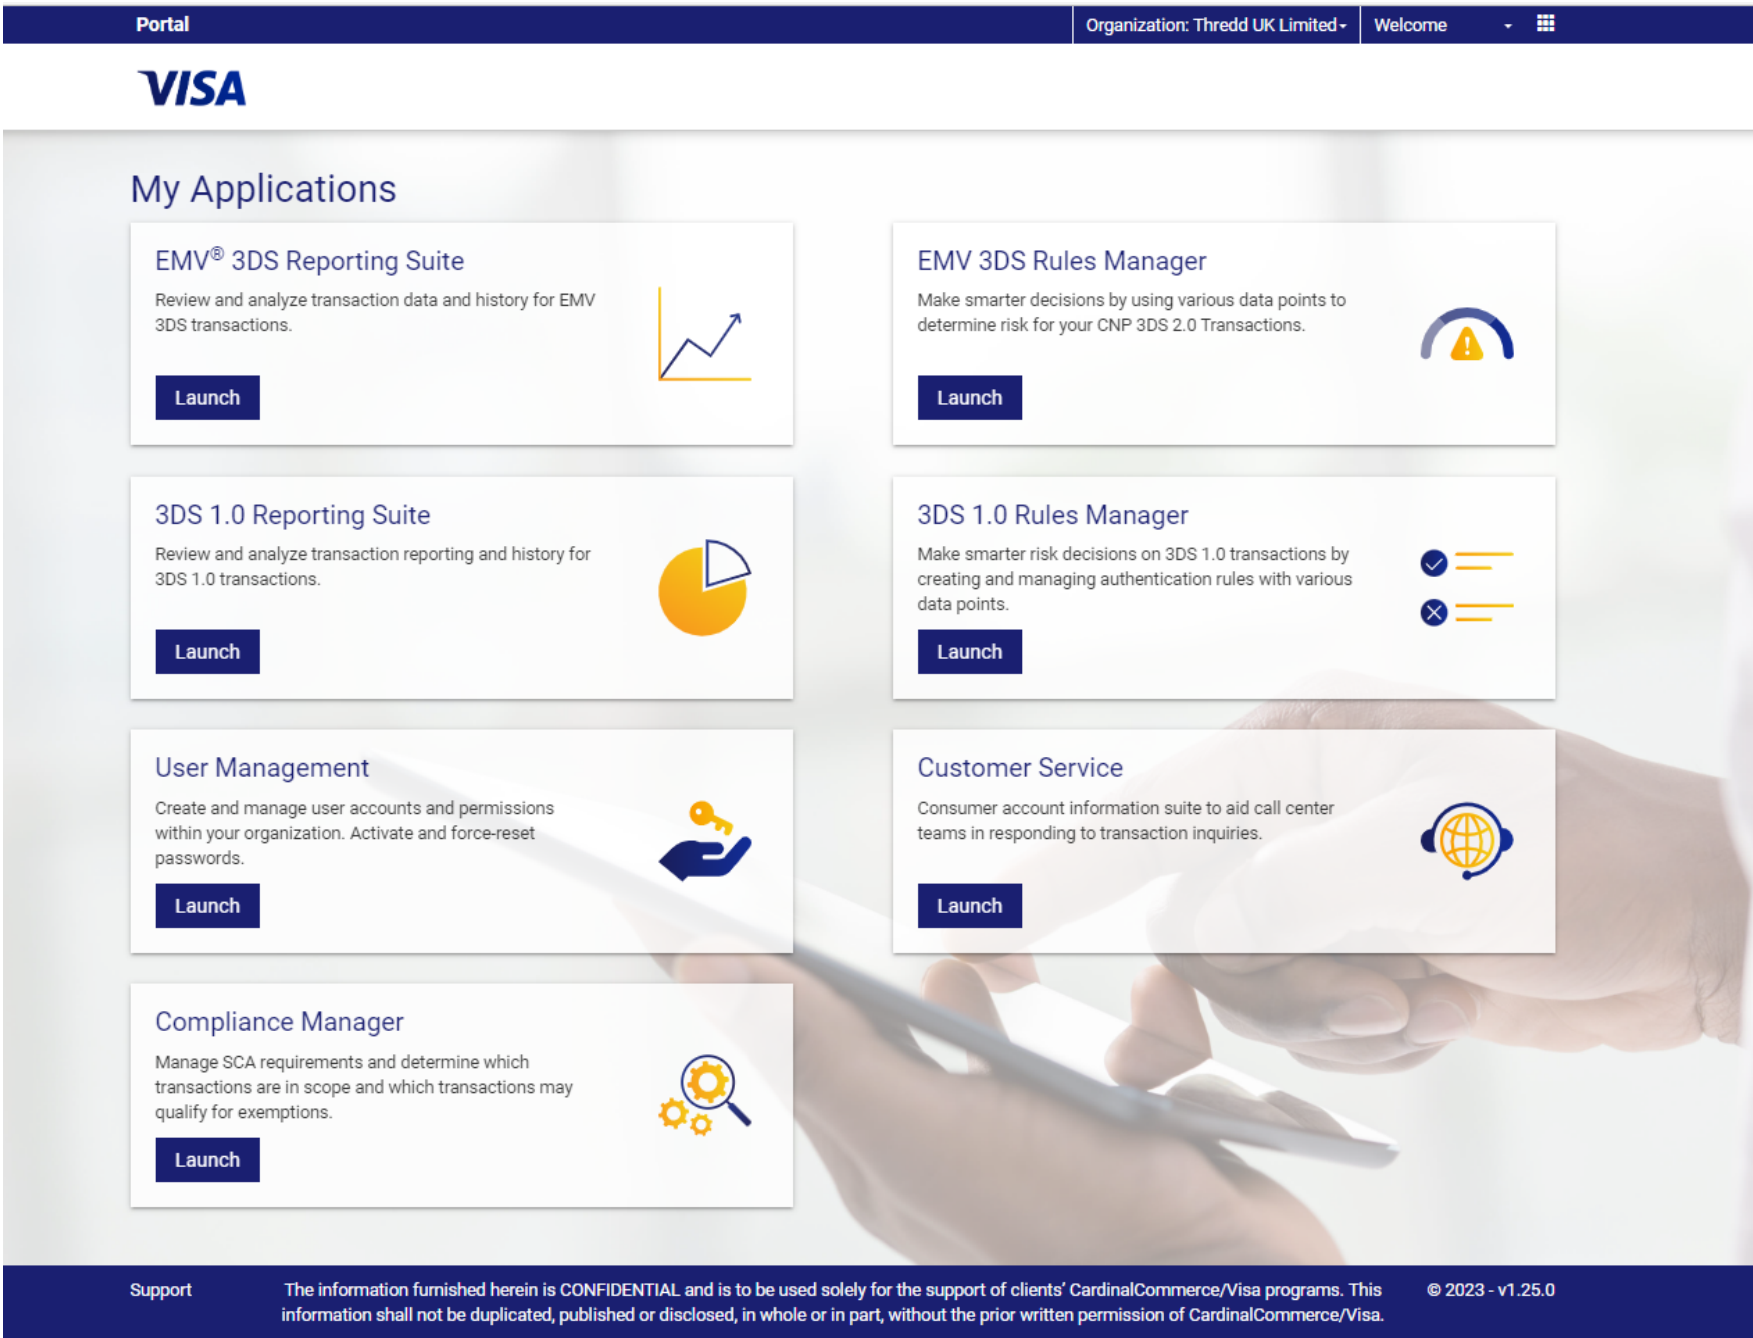 Portal
Organization: Thredd UK Limited
Welcome
VISA
My Applications
EMV® 3DS Reporting Suite
Review and analyze transaction data and history for EMV
3DS transactions.
Launch
EMV 3DS Rules Manager
Make smarter decisions by using various data points to
determine risk for your CNP 3DS 2.0 Transactions.
Launch
3DS 1.0 Reporting Suite
Review and analyze transaction reporting and history for
3DS 1.0 transactions.
Launch
3DS 1.0 Rules Manager
Make smarter risk decisions on 3DS 1.0 transactions by
creating and managing authentication rules with various
data points.
Launch
User Management
Create and manage user accounts and permissions
within your organization. Activate and force-reset
passwords.
Launch
Customer Service
Consumer account information suite to aid call center
teams in responding to transaction inquiries.
Launch
Compliance Manager
Manage SCA requirements and determine which
transactions are in scope and which transactions may
qualify for exemptions.
Launch
Support
The information furnished herein is CONFIDENTIAL and is to be used solely for the support of clients' CardinalCommerce/Visa programs. This
information shall not be duplicated, published or disclosed, in whole or in part, without the prior written permission of CardinalCommerce/Visa.
© 2023 - v1.25.0